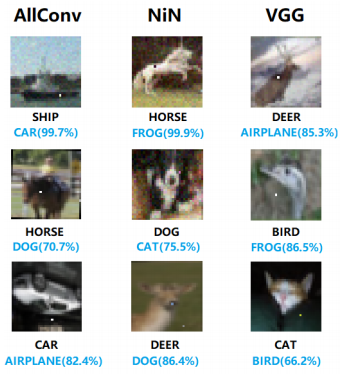 AllConv NiN VGG
SHIP HORSE DEER
CAR(99.7%) FROG(99.9%) AIRPLANE(85.3%)
HORSE DOG BIRD
DOG(70.7%) CAT(75.5%) FROG(86.5%)
CAR DEER CAT
AIRPLANE(82.4%) DOG(86.4%) BIRD(66.2%)